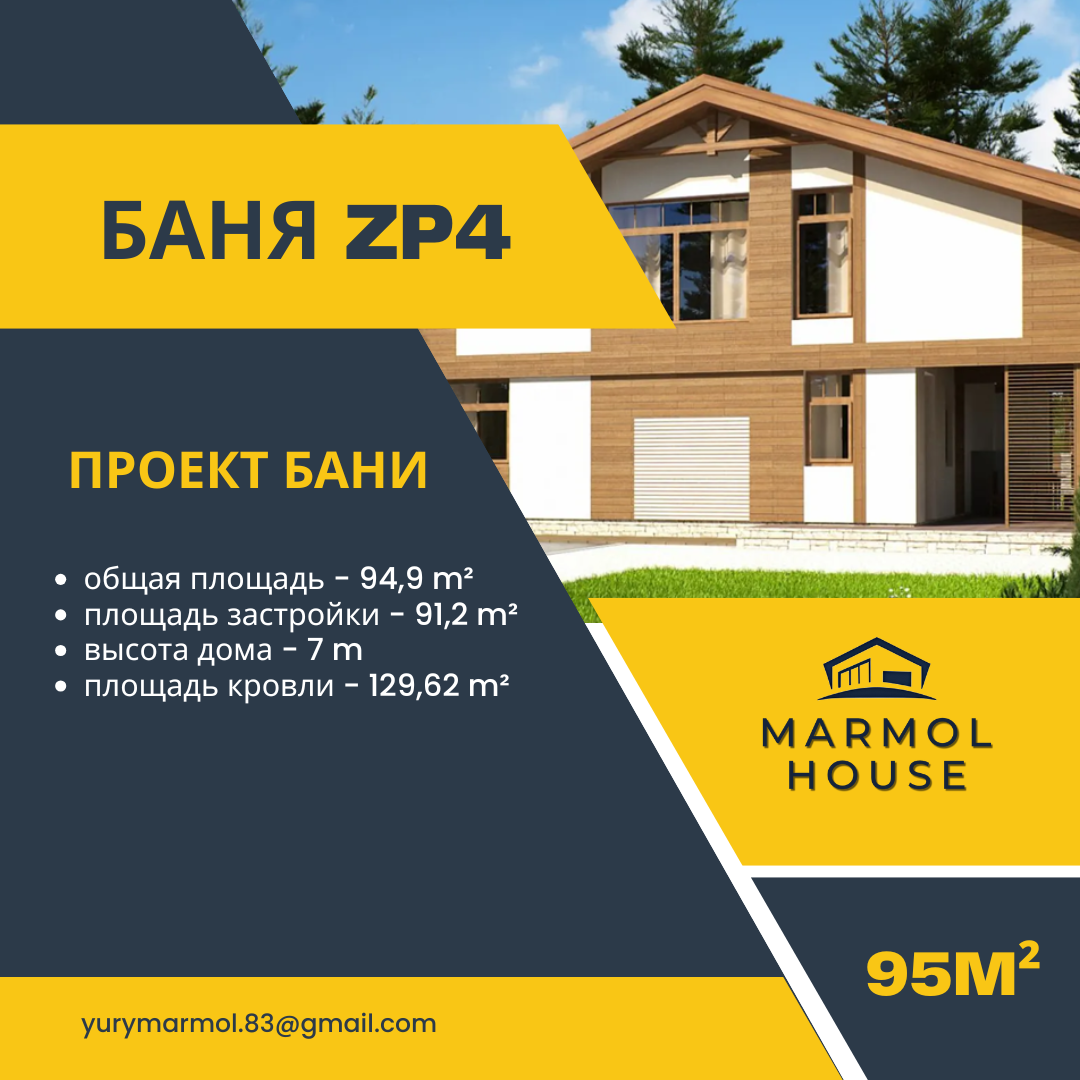 БАНЯ ZP4
ПРОЕКТ БАНИ
• общая площадь - 94,9 m²
• площадь застройки - 91,2 m²
• высота дома - 7 m
• площадь кровли - 129,62 m²
MARMOL
HOUSE
95М²
yurymarmol.83@gmail.com